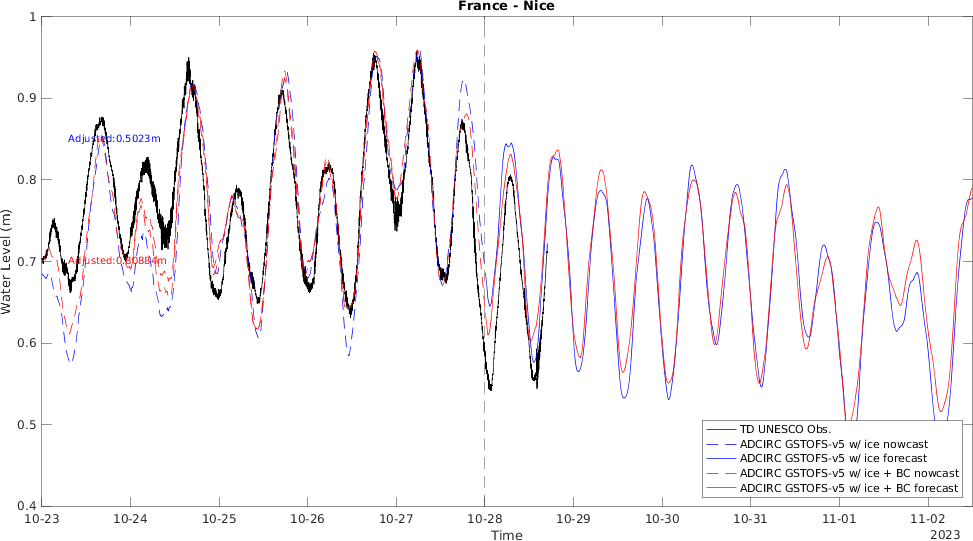 France - Nice
1
0.9
0.8
0.7
0.6
0.5
0.4
Water Level (m)
Adjusted:0.5023m
Adjusted:0.80884m
TD UNESCO Obs.
ADCIRC GSTOFS-v5 w/ ice nowcast
ADCIRC GSTOFS-v5 w/ ice forecast
ADCIRC GSTOFS-v5 w/ ice + BC nowcast
ADCIRC GSTOFS-v5 w/ ice + BC forecast
10-23 10-24 10-25 10-26 10-27 10-28 10-29 10-30 10-31 11-01 11-02
Time 2023